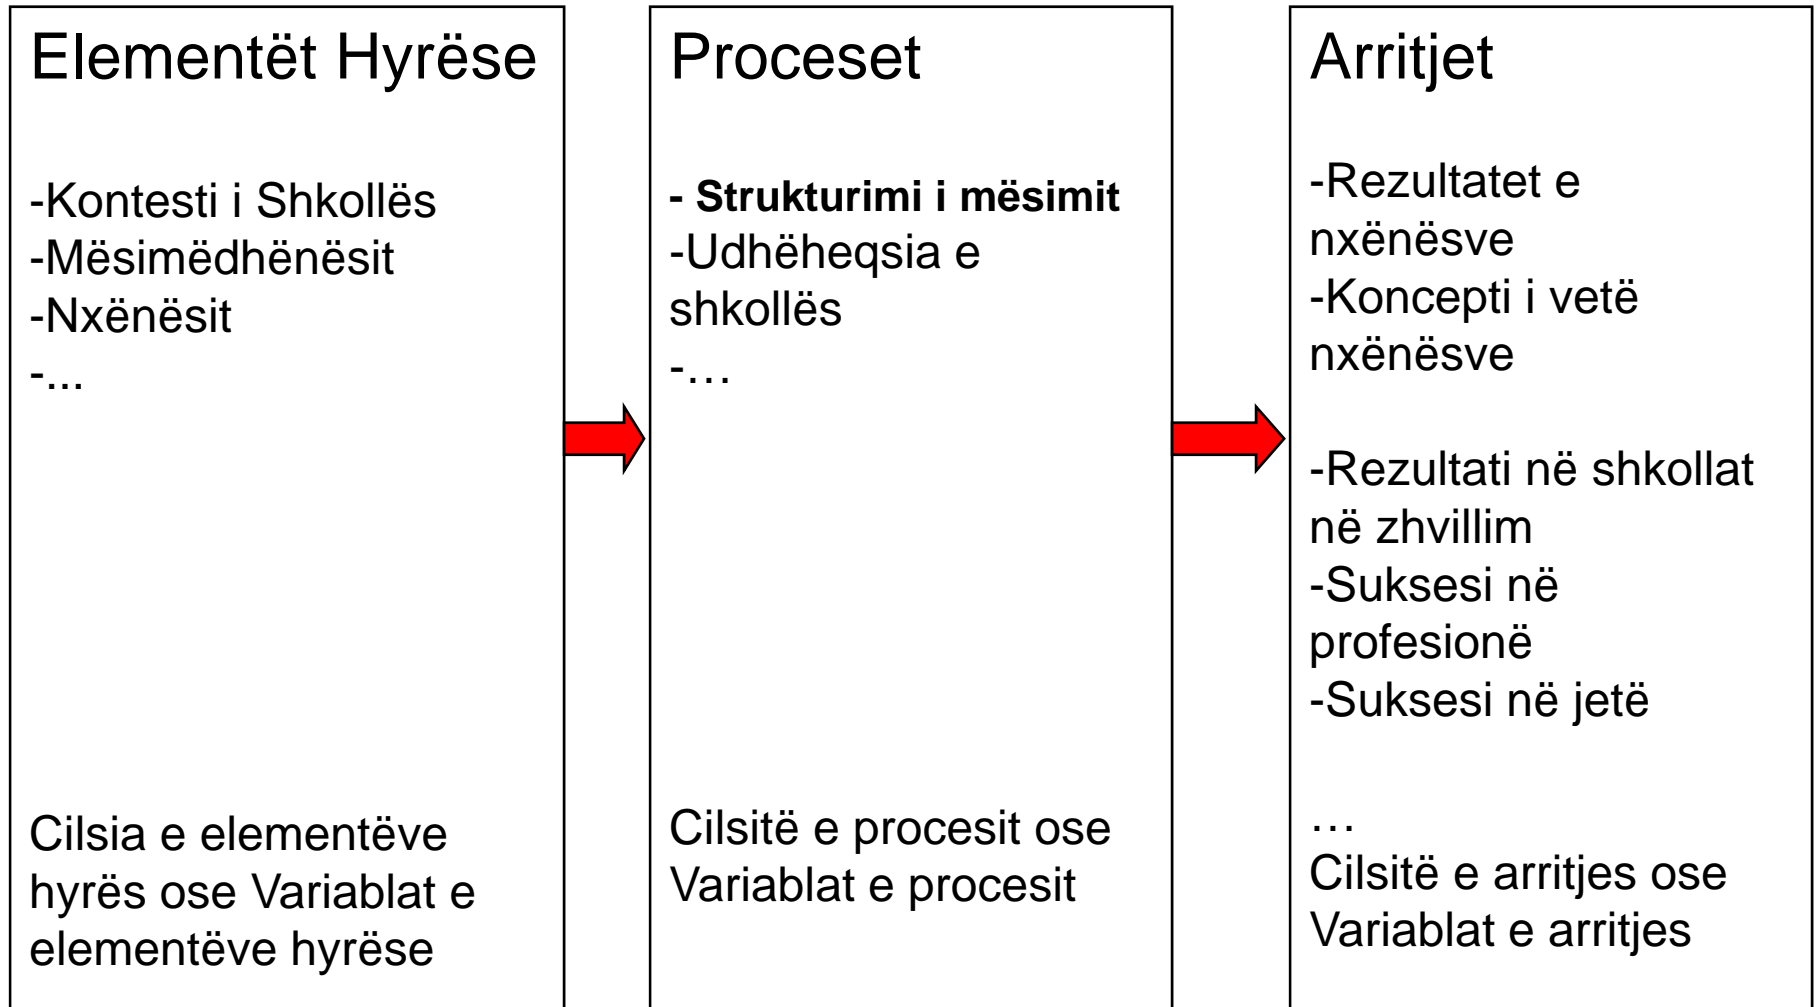 Elementët Hyrëse
-Kontesti i Shkollës
-Mësimëdhënësit
-Nxënësit
-...
Cilsia e elementëve
hyrës ose Variablat e
elementëve hyrëse
Proceset
- Strukturimi i mësimit
-Udhëheqsia e
shkollës
-…
Cilsitë e procesit ose
Variablat e procesit
Arritjet
-Rezultatet e
nxënësve
-Koncepti i vetë
nxënësve
-Rezultati në shkollat
në zhvillim
-Suksesi në
profesionë
-Suksesi në jetë
…
Cilsitë e arritjes ose
Variablat e arritjes